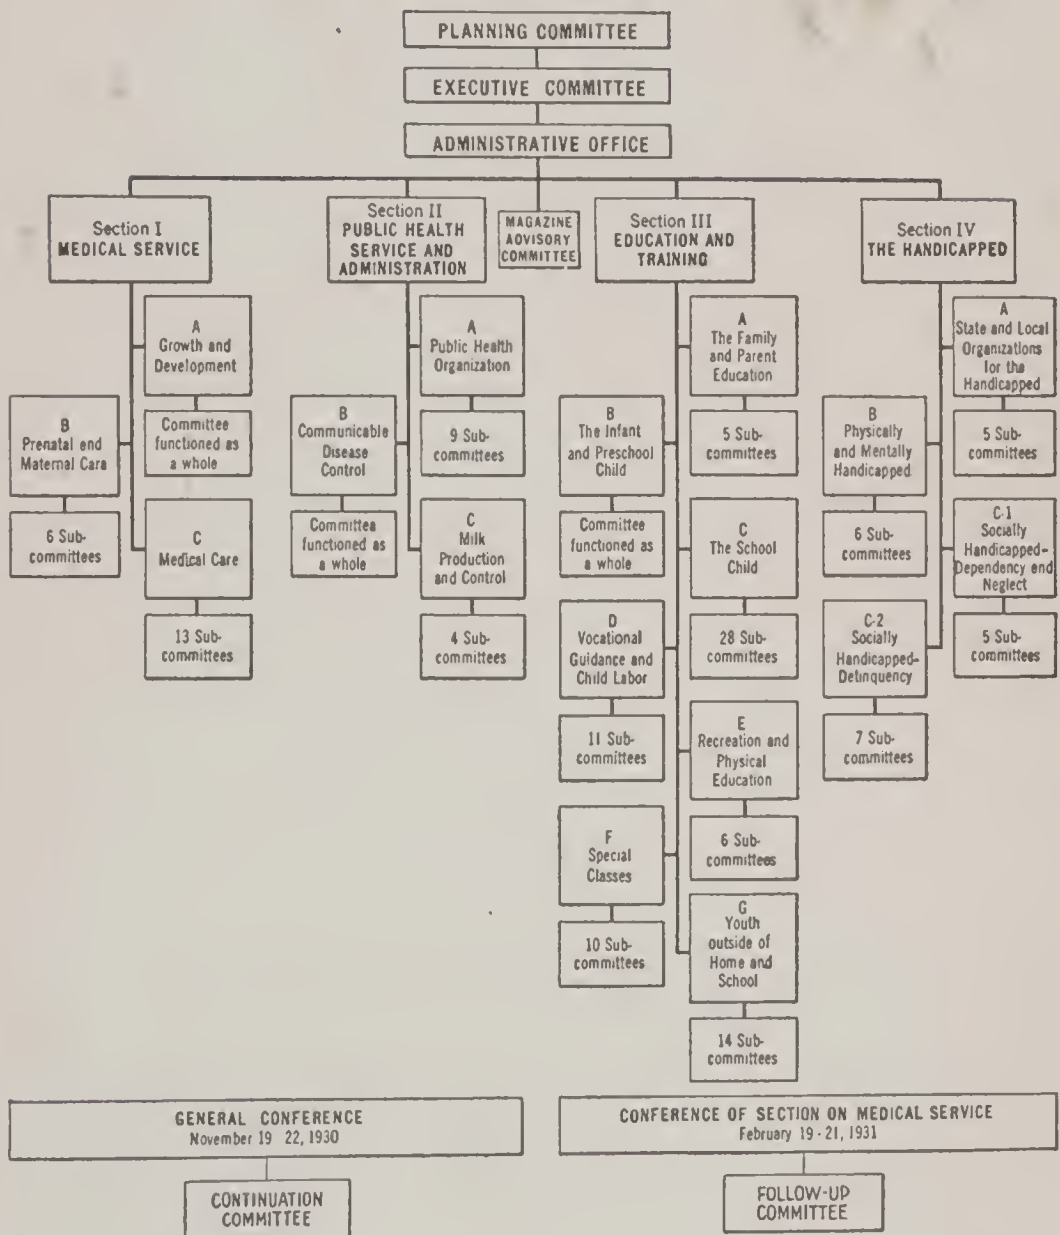 PLANNING COMMITTEE
EXECUTIVE COMMITTEE
ADMINISTRATIVE OFFICE
Section I
MEDICAL SERVICE
A
Growth and
Development
Committee
functioned as
a whole
B
Prenatal and
Maternal Care
6 Sub-
committees
C
Medical Care
13 Sub-
committees
Section II
PUBLIC HEALTH
SERVICE AND
ADMINISTRATION
A
Public Health
Organization
9 Sub-
committees
B
Communicable
Disease
Control
Committee
functioned as
a whole
C
Milk
Production
and Control
4 Sub-
committees
MAGAZINE
ADVISORY
COMMITTEE
Section III
EDUCATION AND
TRAINING
A
The Family
and Parent
Education
5 Sub-
committees
B
The Infant
and Preschool
Child
Committee
functioned as
a whole
C
The School
Child
28 Sub-
committees
D
Vocational
Guidance and
Child Labor
11 Sub-
committees
E
Recreation and
Physical
Education
6 Sub-
committees
F
Special
Classes
10 Sub-
committees
G
Youth
outside of
Home and
School
14 Sub-
committees
Section IV
THE HANDICAPPED
A
State and Local
Organizations
for the
Handicapped
5 Sub-
committees
B
Physically
and Mentally
Handicapped
6 Sub-
committees
C-1
Socially
Handicapped-
Dependency and
Neglect
5 Sub-
committees
C-2
Socially
Handicapped-
Delinquency
7 Sub-
committees
GENERAL CONFERENCE
November 19 22, 1930
CONTINUATION
COMMITTEE
CONFERENCE OF SECTION ON MEDICAL SERVICE
February 19-21, 1931
FOLLOW-UP
COMMITTEE